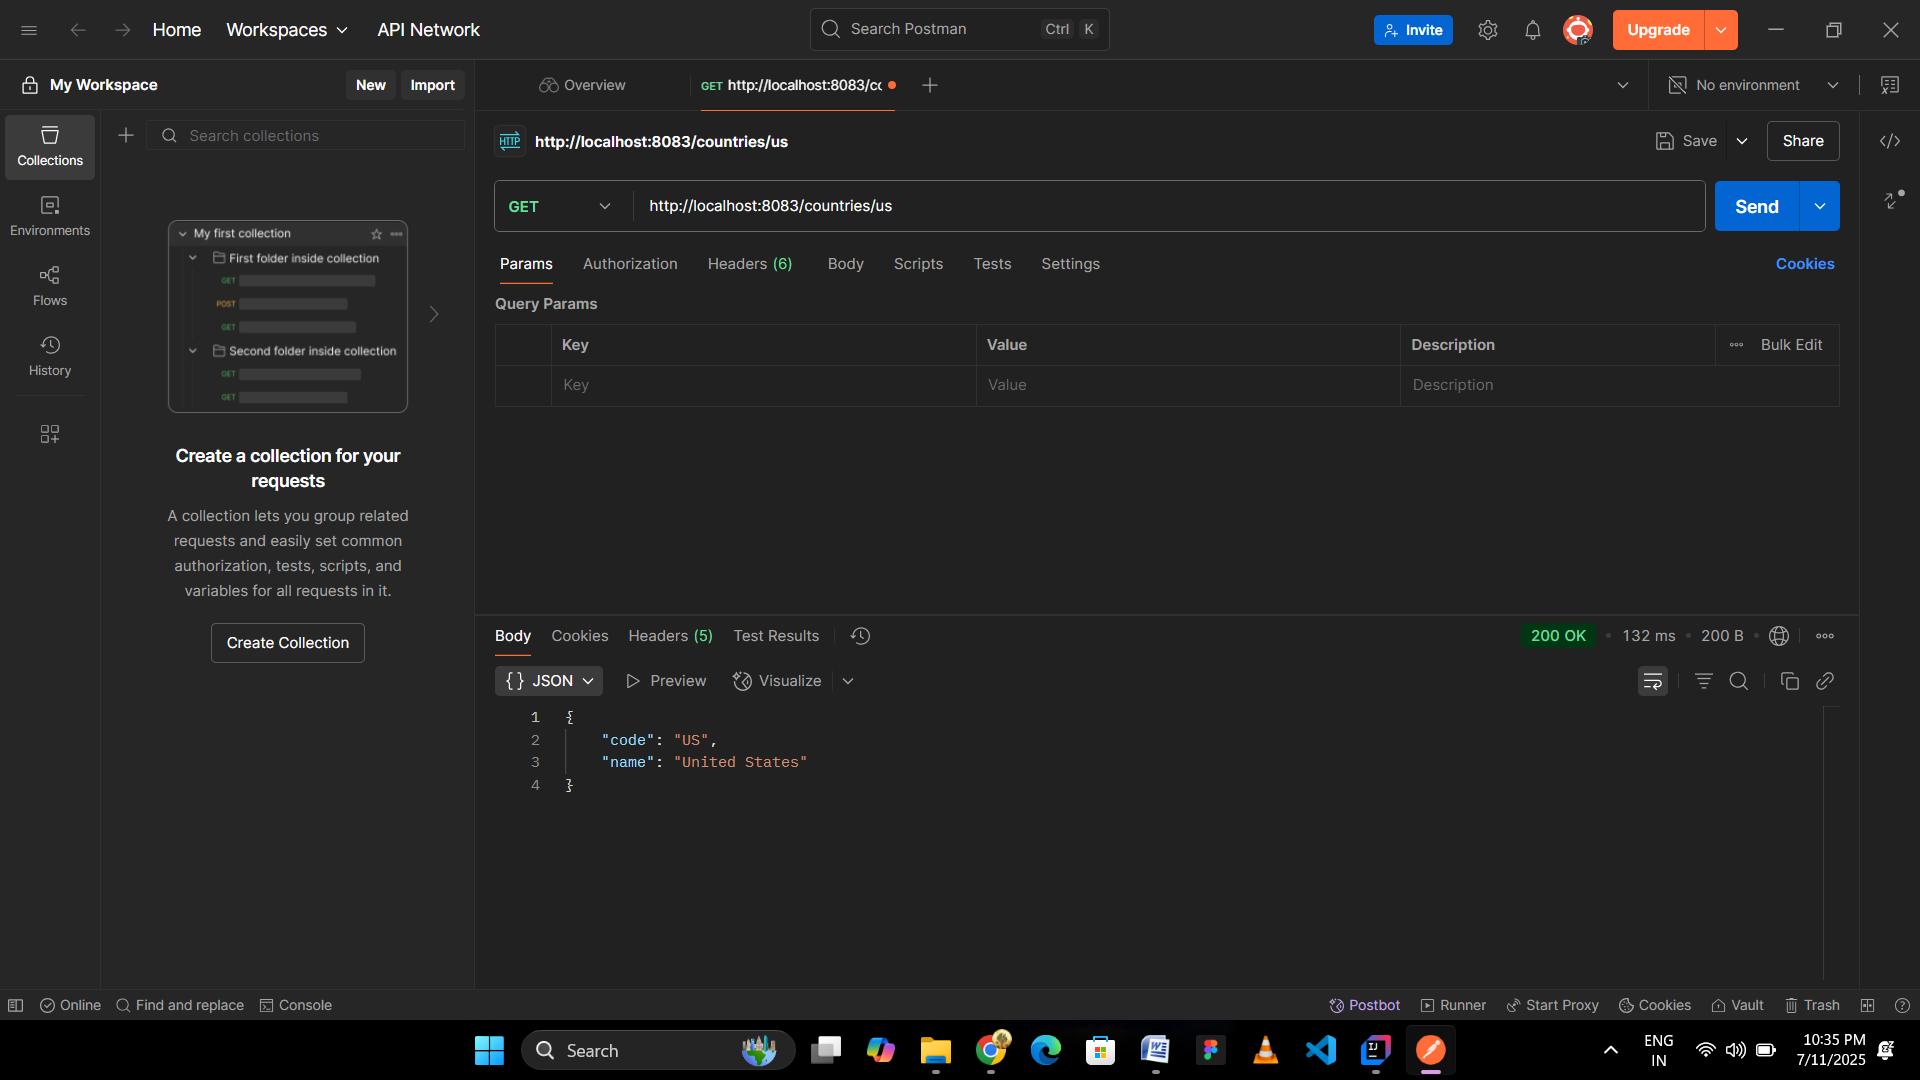 Home
Workspaces
API Network
Search Postman
Ctrl K
Invite
Upgrade
My Workspace
New
Import
Overview
GET http://localhost:8083/cc
No environment
Search collections
http://localhost:8083/countries/us
Save
Share
Collections
Environments
Flows
History
GET
http://localhost:8083/countries/us
Send
Params
Authorization
Headers (6)
Body
Scripts
Tests
Settings
Cookies
Query Params
Key
Value
Description
Bulk Edit
Key
Value
Description
My first collection
First folder inside collection
GET
POST
GET
Second folder inside collection
GET
GET
Create a collection for your
requests
A collection lets you group related
requests and easily set common
authorization, tests, scripts, and
variables for all requests in it.
Create Collection
Body
Cookies
Headers (5)
Test Results
200 OK
132 ms
200 B
{} JSON
Preview
Visualize
1 {
2 "code": "US",
3 "name": "United States"
4 }
Online
Find and replace
Console
Postbot
Runner
Start Proxy
Cookies
Vault
Trash
Search
ENG
IN
10:35 PM
7/11/2025